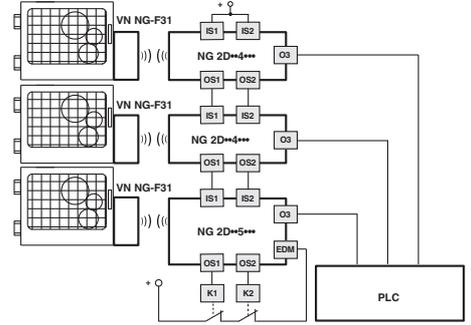 +
VN NG-F31
IS1 IS2
NG 2D••4•••
O3
OS1 OS2
VN NG-F31
IS1 IS2
NG 2D••4•••
O3
OS1 OS2
VN NG-F31
IS1 IS2
NG 2D••5•••
O3
EDM
OS1 OS2
+
K1 K2
PLC